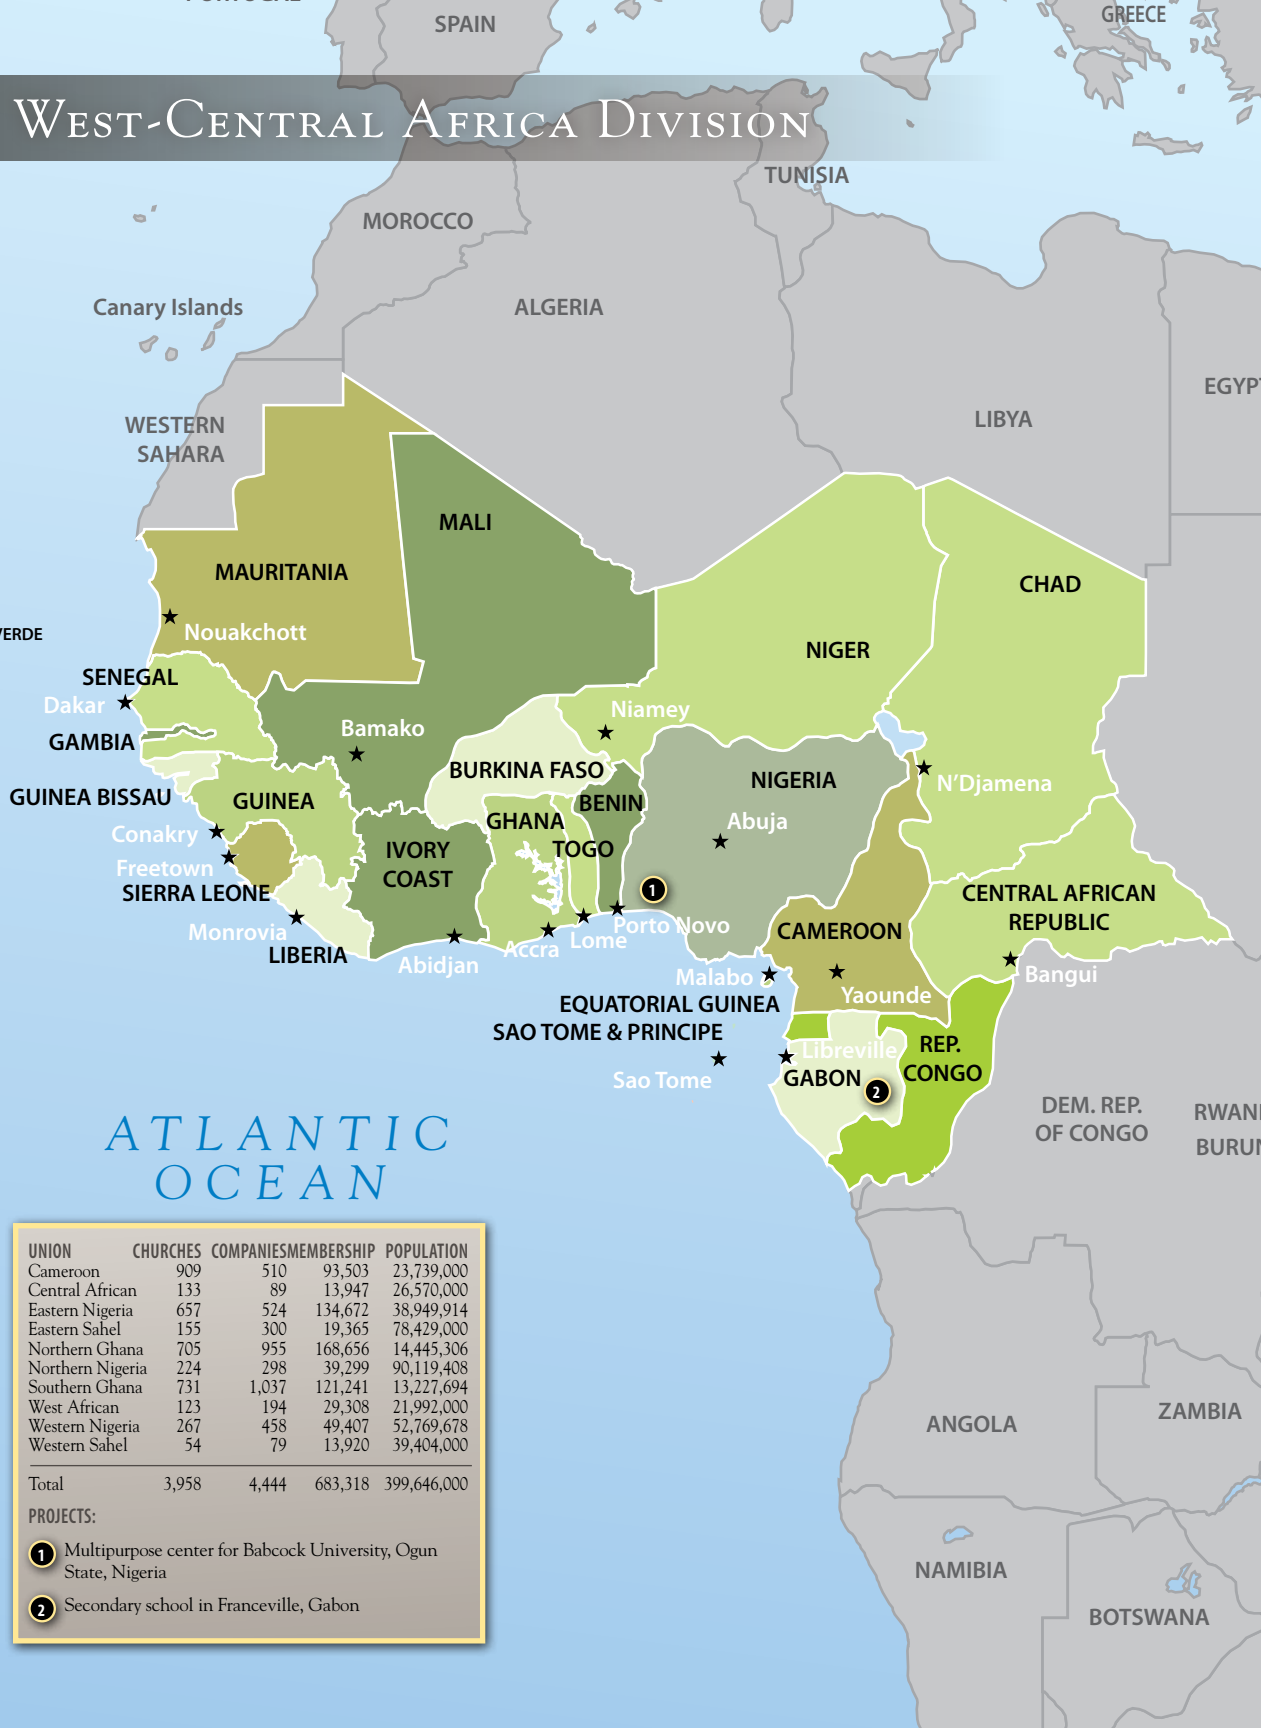 SPAIN
GREECE
West-Central Africa Division
TUNISIA
MOROCCO
Canary Islands
ALGERIA
EGYPT
LIBYA
WESTERN
SAHARA
MALI
MAURITANIA
CHAD
Nouakchott
VERDE
NIGER
SENEGAL
Dakar
Niamey
Bamako
GAMBIA
BURKINA FASO
NIGERIA
N'Djamena
GUINEA BISSAU
GUINEA
BENIN
GHANA
Abuja
Conakry
IVORY
COAST
TOGO
Freetown
SIERRA LEONE
1
CENTRAL AFRICAN
REPUBLIC
Monrovia
Porto Novo
CAMEROON
LIBERIA
Abidjan
Accra
Lome
Malabo
Bangui
Yaounde
EQUATORIAL GUINEA
SAO TOME & PRINCIPE
Libreville
REP.
CONGO
Sao Tome
GABON
2
DEM. REP.
OF CONGO
RWAN
BURUN
ATLANTIC
OCEAN
UNION CHURCHES COMPANIES MEMBERSHIP POPULATION
Cameroon 909 510 93,503 23,739,000
Central African 133 89 13,947 26,570,000
Eastern Nigeria 657 524 134,672 38,949,914
Eastern Sahel 155 300 19,365 78,429,000
Northern Ghana 705 955 168,656 14,445,306
Northern Nigeria 224 298 39,299 90,119,408
Southern Ghana 731 1,037 121,241 13,227,694
West African 123 194 29,308 21,992,000
Western Nigeria 267 458 49,407 52,769,678
Western Sahel 54 79 13,920 39,404,000
Total 3,958 4,444 683,318 399,646,000
PROJECTS:
1 Multipurpose center for Babcock University, Ogun
State, Nigeria
2 Secondary school in Franceville, Gabon
ANGOLA
ZAMBIA
NAMIBIA
BOTSWANA